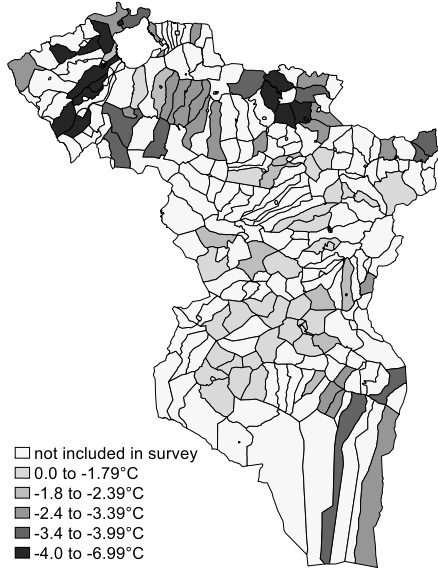 not included in survey
0.0 to -1.79°C
-1.8 to -2.39°C
-2.4 to -3.39°C
-3.4 to -3.99°C
-4.0 to -6.99°C